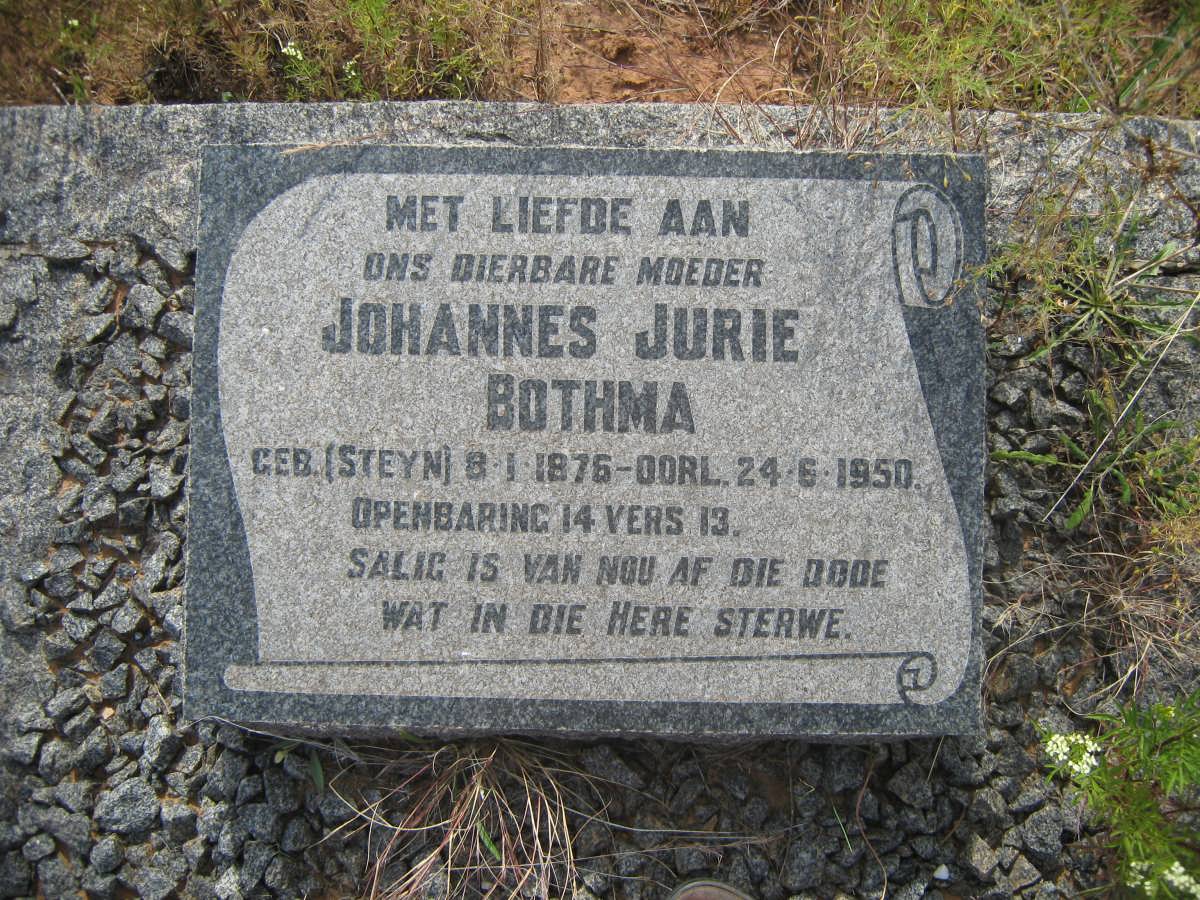 MET LIEFDE AAN
ONS DIERBARE MOEDER
JOHANNES JURIE
BOTHMA
GEB. (STEYN) 8·1·1876–OORL. 24·6·1950.
OPENBARING 14 VERS 13.
SALIG IS VAN NOU AF DIE DODE
WAT IN DIE HERE STERWE.